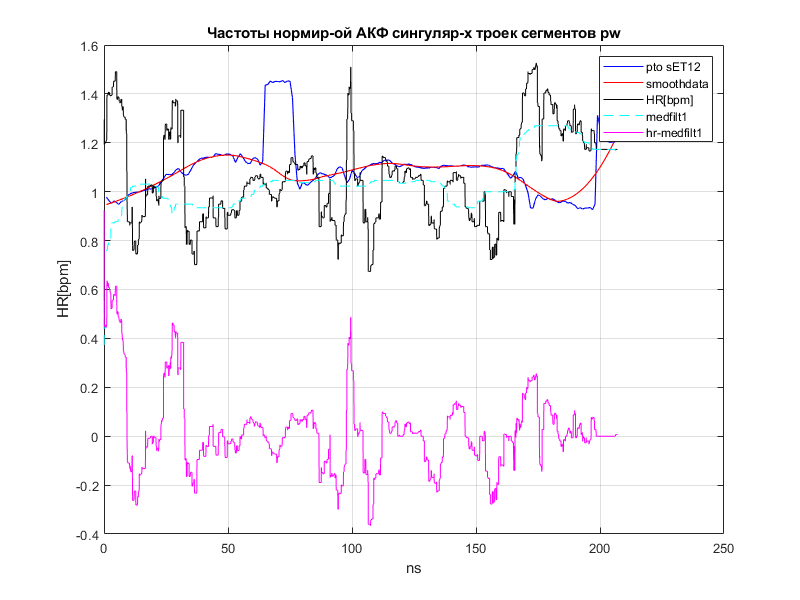 Частоты нормир-ой АКФ сингуляр-х троек сегментов pw
1.6
1.4
1.2
1
0.8
0.6
0.4
0.2
0
-0.2
-0.4
HR[bpm]
pto sET12
smoothdata
HR[bpm]
medfilt1
hr-medfilt1
0 50 100 150 200 250
ns